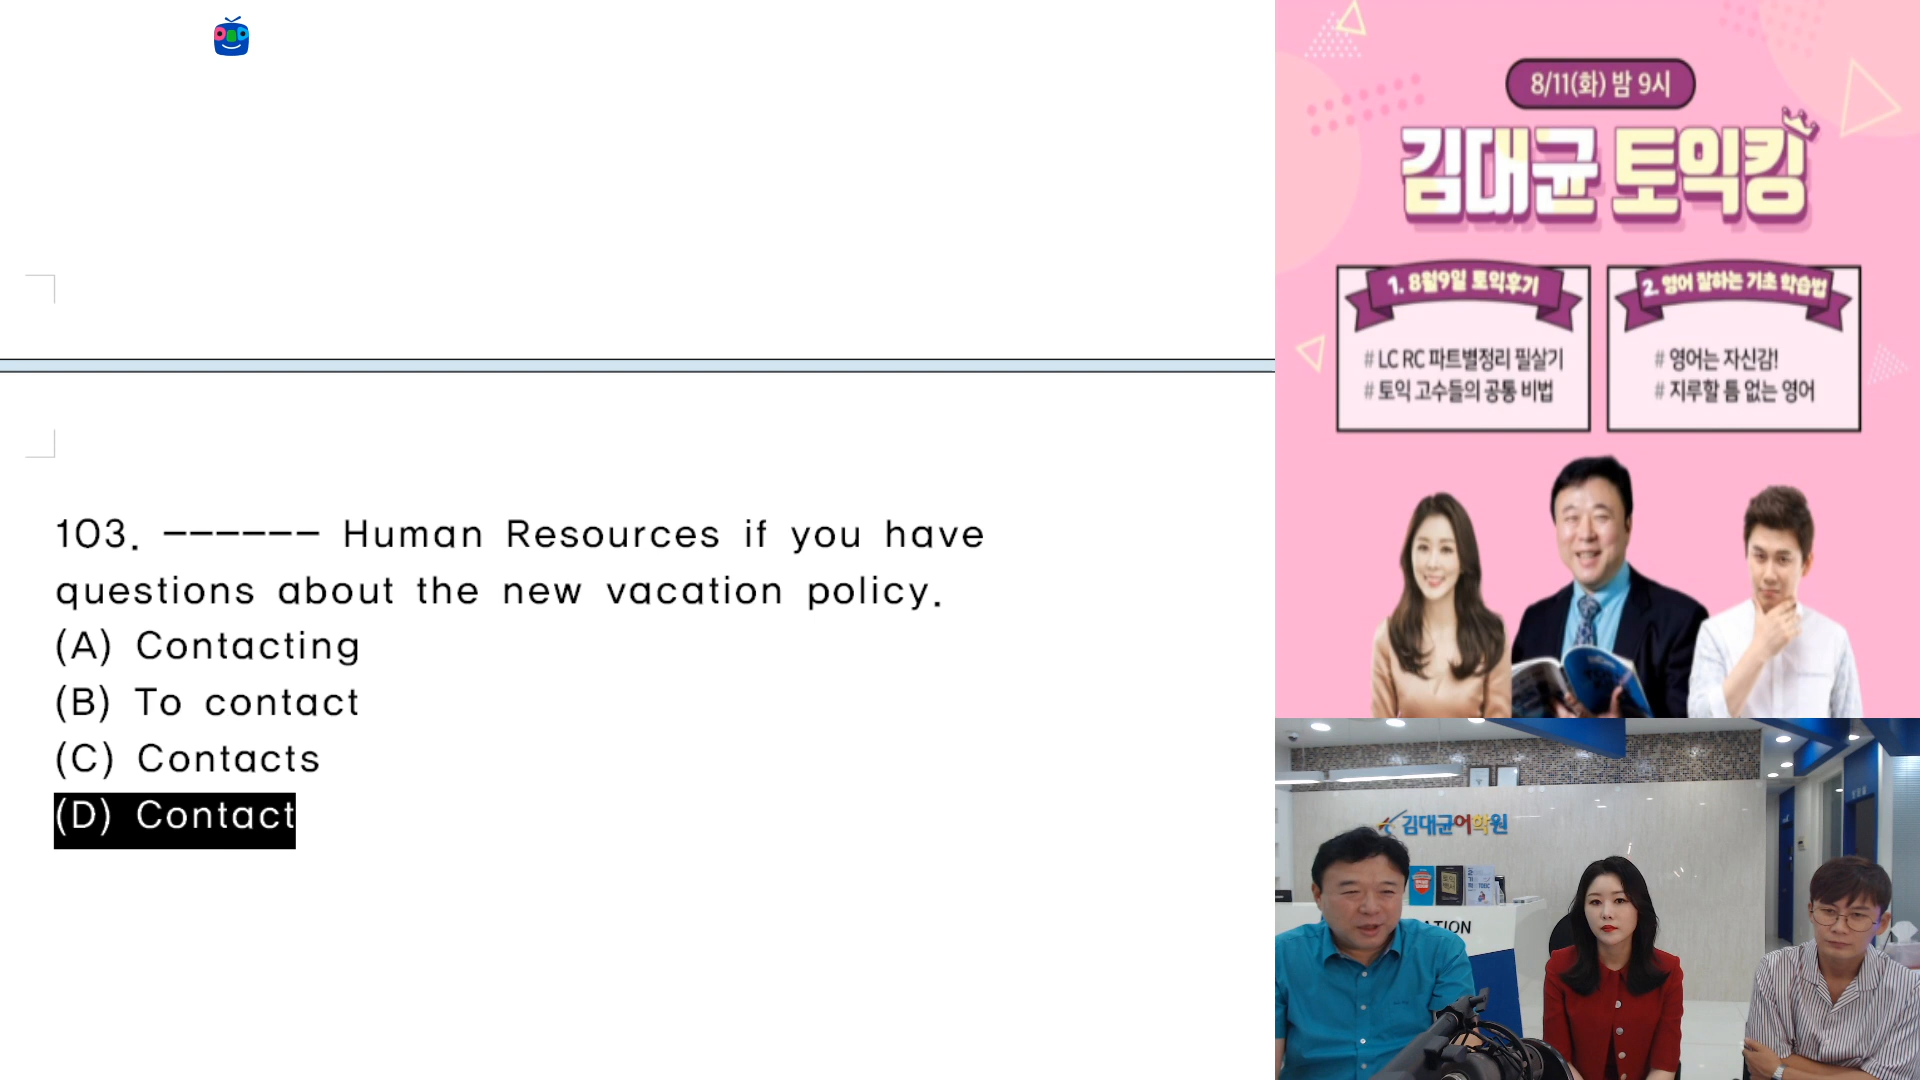 103. ------ Human Resources if you have
questions about the new vacation policy.
(A) Contacting
(B) To contact
(C) Contacts
(D) Contact
8/11(화) 밤 9시
김대균 토익킹
1. 8월9일 토익후기
# LC RC 파트별정리 필살기
# 토익 고수들의 공통 비법
2. 영어 잘하는 기초 학습법
# 영어는 자신감!
# 지루할 틈 없는 영어
김대균어학원
ATION